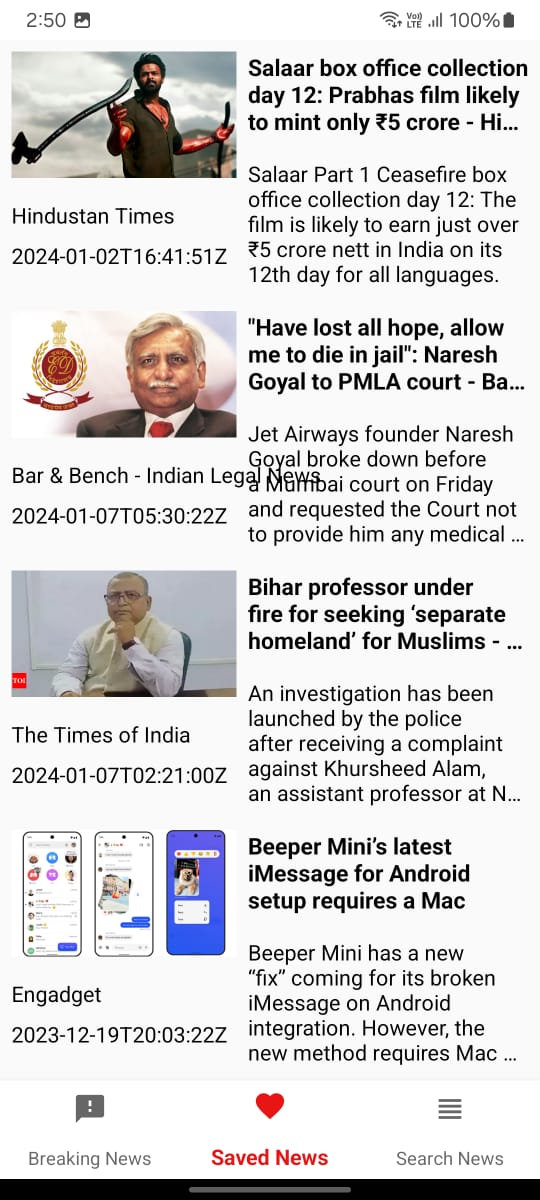 2:50
Vo))
LTE
100%
Salaar box office collection
day 12: Prabhas film likely
to mint only ₹5 crore - Hi...
Salaar Part 1 Ceasefire box
office collection day 12: The
film is likely to earn just over
₹5 crore nett in India on its
12th day for all languages.
Hindustan Times
2024-01-02T16:41:51Z
"Have lost all hope, allow
me to die in jail": Naresh
Goyal to PMLA court - Ba...
Jet Airways founder Naresh
Goyal broke down before
a Mumbai court on Friday
and requested the Court not
to provide him any medical ...
Bar & Bench - Indian Legal News
2024-01-07T05:30:22Z
Bihar professor under
fire for seeking ‘separate
homeland’ for Muslims - ...
An investigation has been
launched by the police
after receiving a complaint
against Khursheed Alam,
an assistant professor at N...
TOI
The Times of India
2024-01-07T02:21:00Z
Beeper Mini’s latest
iMessage for Android
setup requires a Mac
Beeper Mini has a new
“fix” coming for its broken
iMessage on Android
integration. However, the
new method requires Mac ...
Engadget
2023-12-19T20:03:22Z
Breaking News
Saved News
Search News